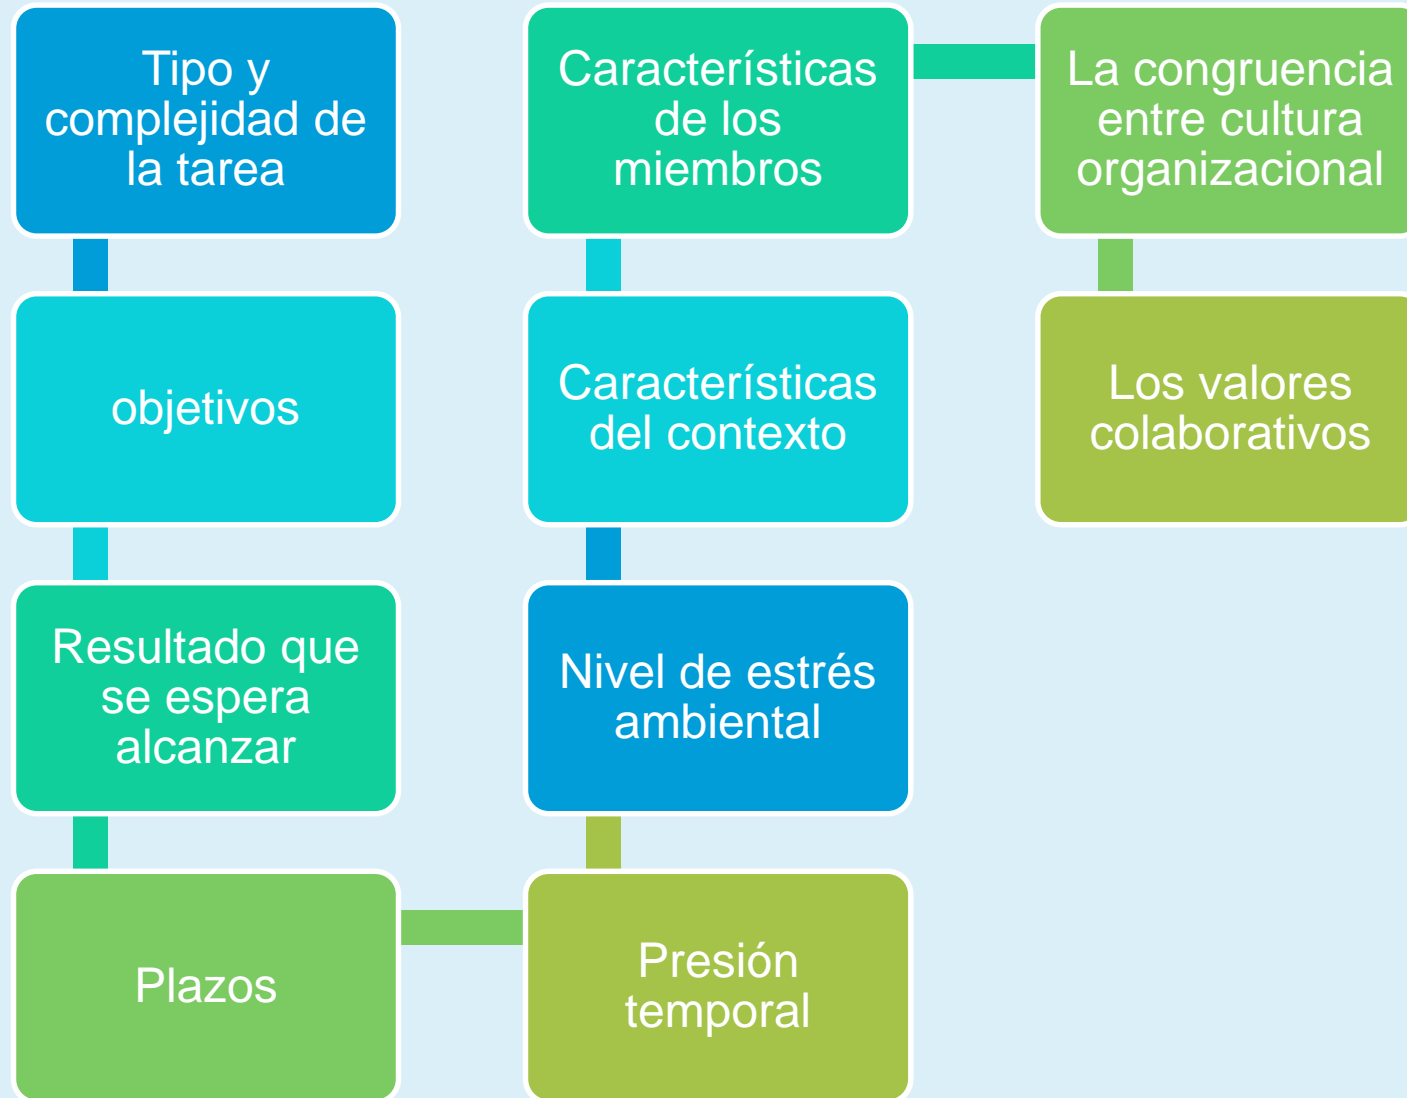 Tipo y
complejidad de
la tarea
objetivos
Resultado que
se espera
alcanzar
Plazos
Presión
temporal
Nivel de estrés
ambiental
Características
del contexto
Características
de los
miembros
La congruencia
entre cultura
organizacional
Los valores
colaborativos